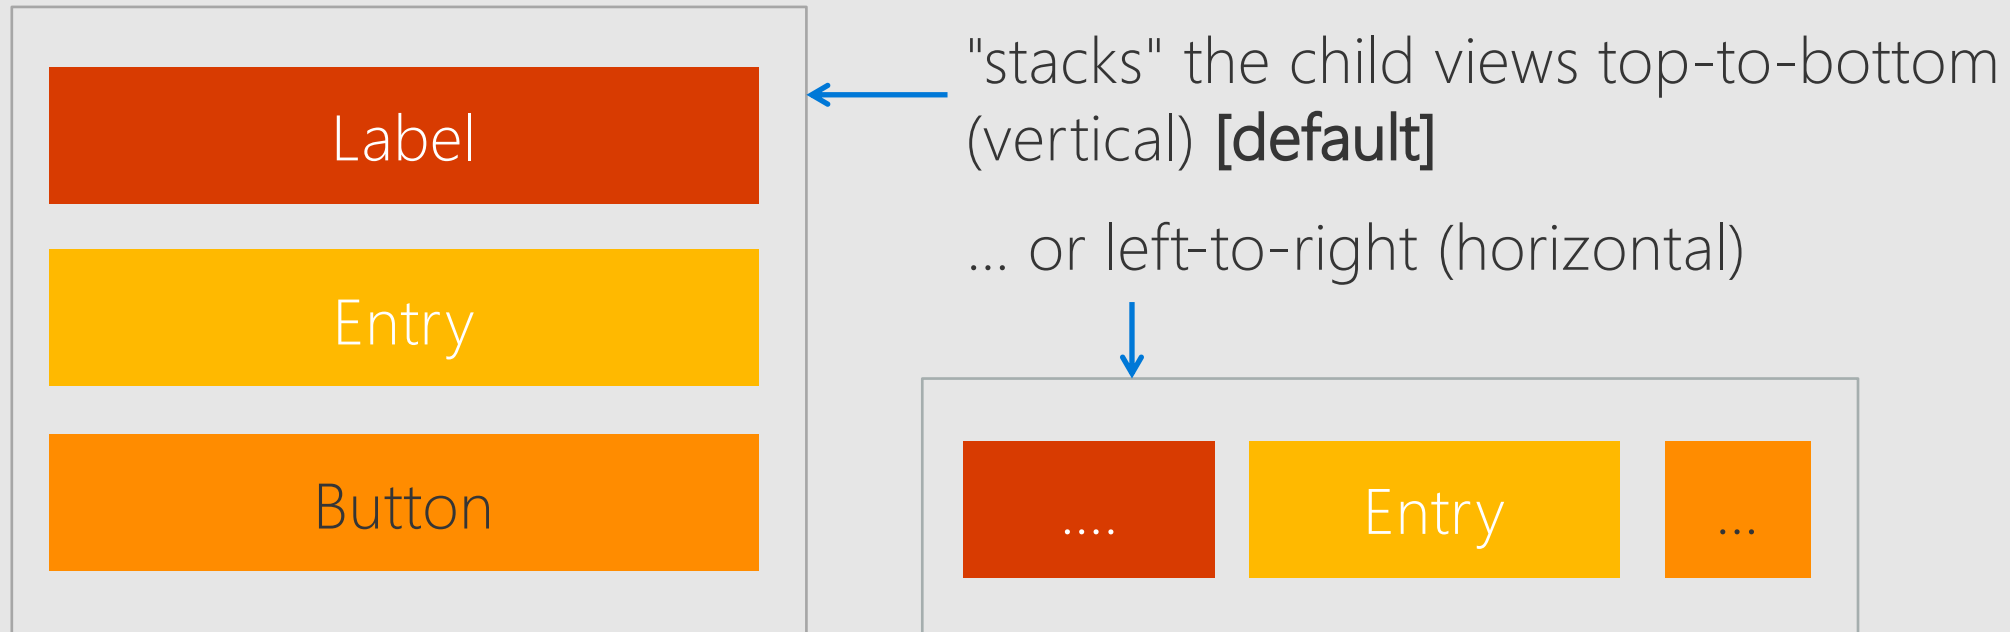 Label
Entry
Button
"stacks" the child views top-to-bottom
(vertical) [default]
... or left-to-right (horizontal)
....
Entry
...